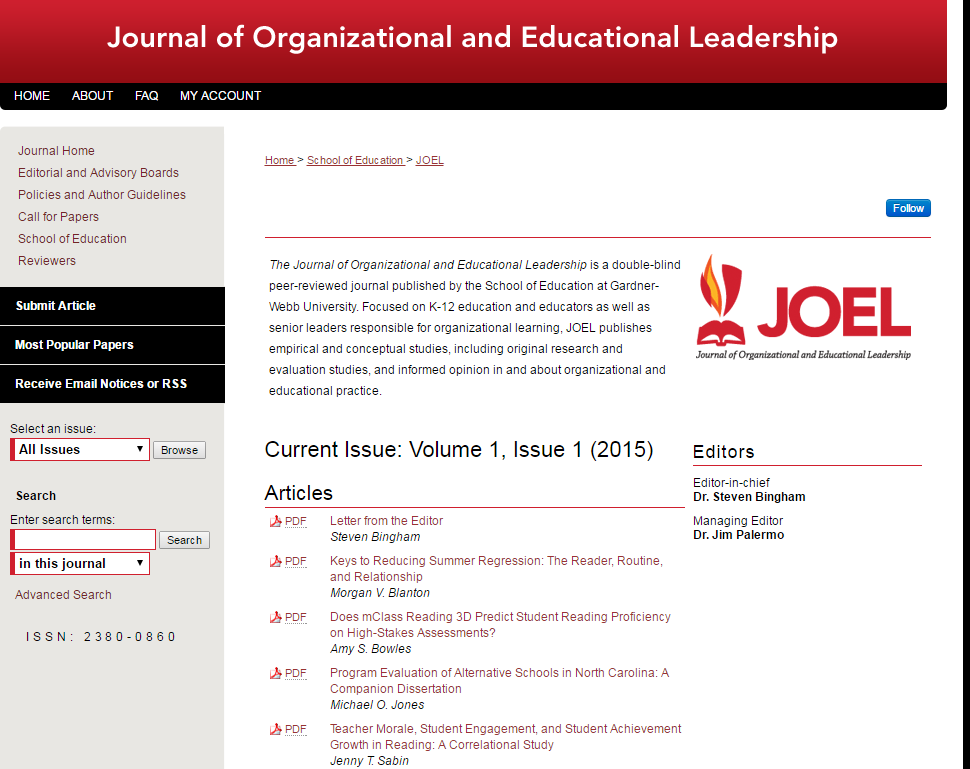 Journal of Organizational and Educational Leadership
HOME ABOUT FAQ MY ACCOUNT
Journal Home
Editorial and Advisory Boards
Policies and Author Guidelines
Call for Papers
School of Education
Reviewers
Submit Article
Most Popular Papers
Receive Email Notices or RSS
Select an issue:
All Issues Browse
Search
Enter search terms:
Search
in this journal
Advanced Search
ISSN: 2380-0860
Home > School of Education > JOEL
Follow
The Journal of Organizational and Educational Leadership is a double-blind
peer-reviewed journal published by the School of Education at Gardner-
Webb University. Focused on K-12 education and educators as well as
senior leaders responsible for organizational learning, JOEL publishes
empirical and conceptual studies, including original research and
evaluation studies, and informed opinion in and about organizational and
educational practice.
JOEL
Journal of Organizational and Educational Leadership
Current Issue: Volume 1, Issue 1 (2015)
Articles
PDF Letter from the Editor
Steven Bingham
PDF Keys to Reducing Summer Regression: The Reader, Routine,
and Relationship
Morgan V. Blanton
PDF Does mClass Reading 3D Predict Student Reading Proficiency
on High-Stakes Assessments?
Amy S. Bowles
PDF Program Evaluation of Alternative Schools in North Carolina: A
Companion Dissertation
Michael O. Jones
PDF Teacher Morale, Student Engagement, and Student Achievement
Growth in Reading: A Correlational Study
Jenny T. Sabin
Editors
Editor-in-chief
Dr. Steven Bingham
Managing Editor
Dr. Jim Palermo